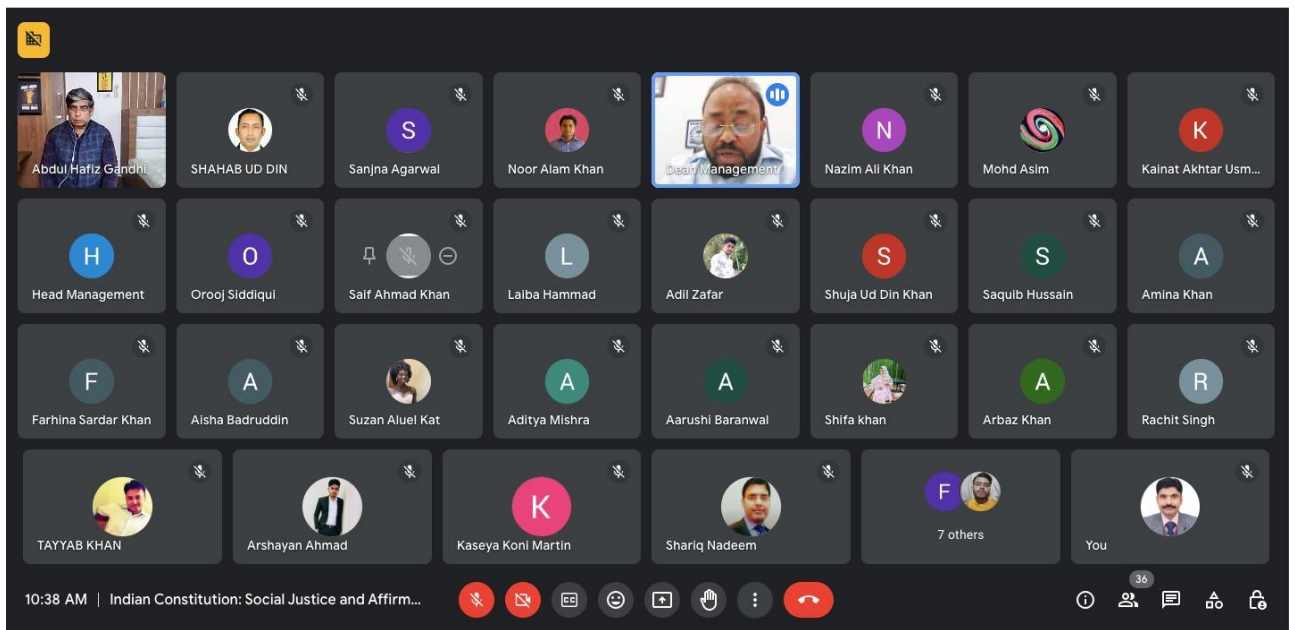 Abdul Hafiz Gandhi
SHAHAB UD DIN
S
Sanjna Agarwal
Noor Alam Khan
Dean Management
N
Nazim Ali Khan
Mohd Asim
K
Kainat Akhtar Usm...
H
Head Management
O
Orooj Siddiqui
Saif Ahmad Khan
L
Laiba Hammad
Adil Zafar
S
Shuja Ud Din Khan
S
Saquib Hussain
A
Amina Khan
F
Farhina Sardar Khan
A
Aisha Badruddin
Suzan Aluel Kat
A
Aditya Mishra
A
Aarushi Baranwal
Shifa khan
A
Arbaz Khan
R
Rachit Singh
TAYYAB KHAN
Arshayan Ahmad
K
Kaseya Koni Martin
Shariq Nadeem
F
7 others
You
10:38 AM | Indian Constitution: Social Justice and Affirm...
CC
36